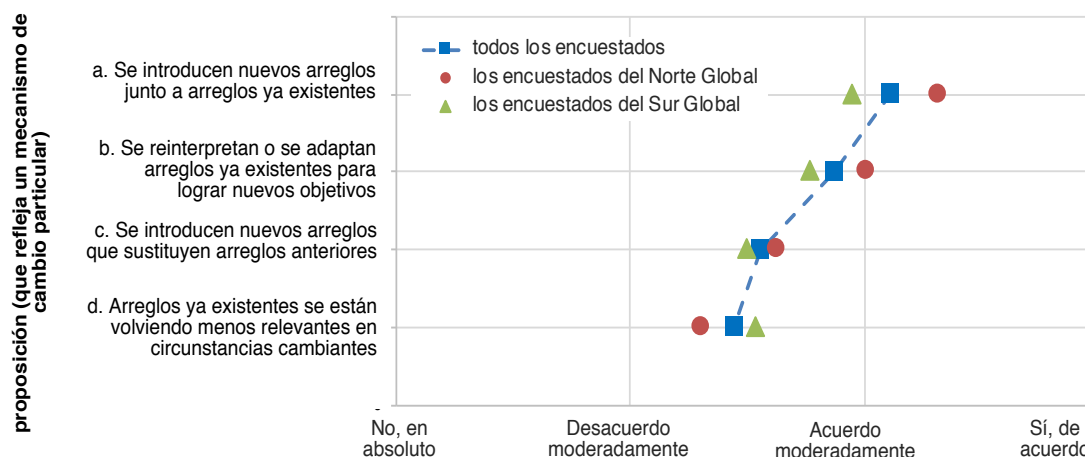 proposición (que refleja un mecanismo de
cambio particular)
todos los encuestados
los encuestados del Norte Global
los encuestados del Sur Global
a. Se introducen nuevos arreglos
junto a arreglos ya existentes
b. Se reinterpretan o se adaptan
arreglos ya existentes para
lograr nuevos objetivos
c. Se introducen nuevos arreglos
que sustituyen arreglos anteriores
d. Arreglos ya existentes se están
volviendo menos relevantes en
circunstancias cambiantes
-
No, en
absoluto
Desacuerdo
moderadamente
Acuerdo
moderadamente
Sí, de
acuerdo